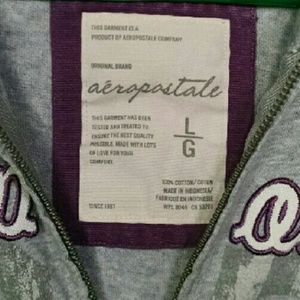 THIS GARMENT IS A
PRODUCT OF AEROPOSTALE COMPANY
ORIGINAL BRAND
aéropostale
THIS GARMENT HAS BEEN
TESTED AND TREATED TO
ENSURE THE BEST QUALITY
POSSIBLE. MADE WITH LOTS
OF LOVE FOR YOUR
COMFORT.
L
G
100% COTTON/COTON
MADE IN INDONESIA/
FABRIQUÉ EN INDONESIE
SINCE 1987